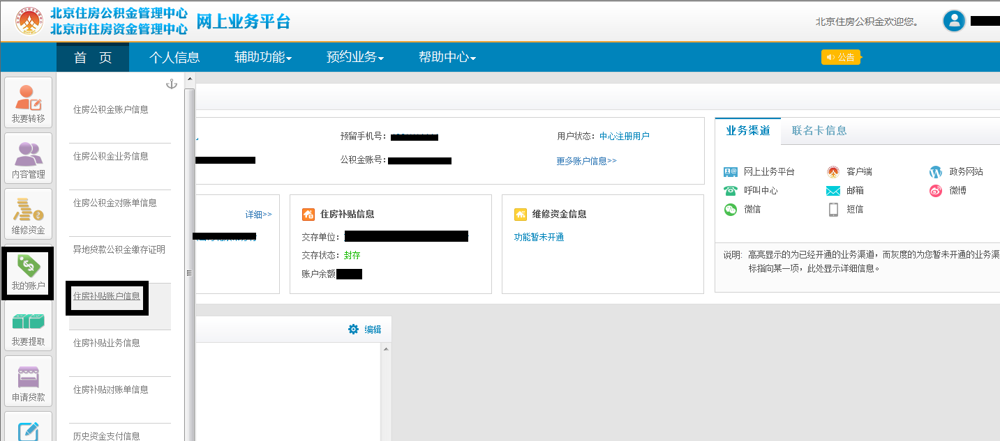 北京住房公积金管理中心
北京市住房资金管理中心
网上业务平台
北京住房公积金欢迎您。
首 页
个人信息
辅助功能
预约业务
帮助中心
公告
我要转移
内容管理
维修资金
我的账户
我要提取
申请贷款
住房公积金账户信息
住房公积金业务信息
住房公积金对账单信息
异地贷款公积金缴存证明
住房补贴账户信息
住房补贴业务信息
住房补贴对账单信息
历史资金支付信息
预留手机号:
用户状态: 中心注册用户
公积金账号:
更多账户信息>>
详细>>
住房补贴信息
交存单位:
交存状态: 封存
账户余额
维修资金信息
功能暂未开通
编辑
业务渠道
联名卡信息
网上业务平台
客户端
政务网站
呼叫中心
邮箱
微博
微信
短信
说明: 高亮显示的为已经开通的业务渠道，而灰度的为您暂未开通的业务渠
标指向某一项，此处显示详细信息。